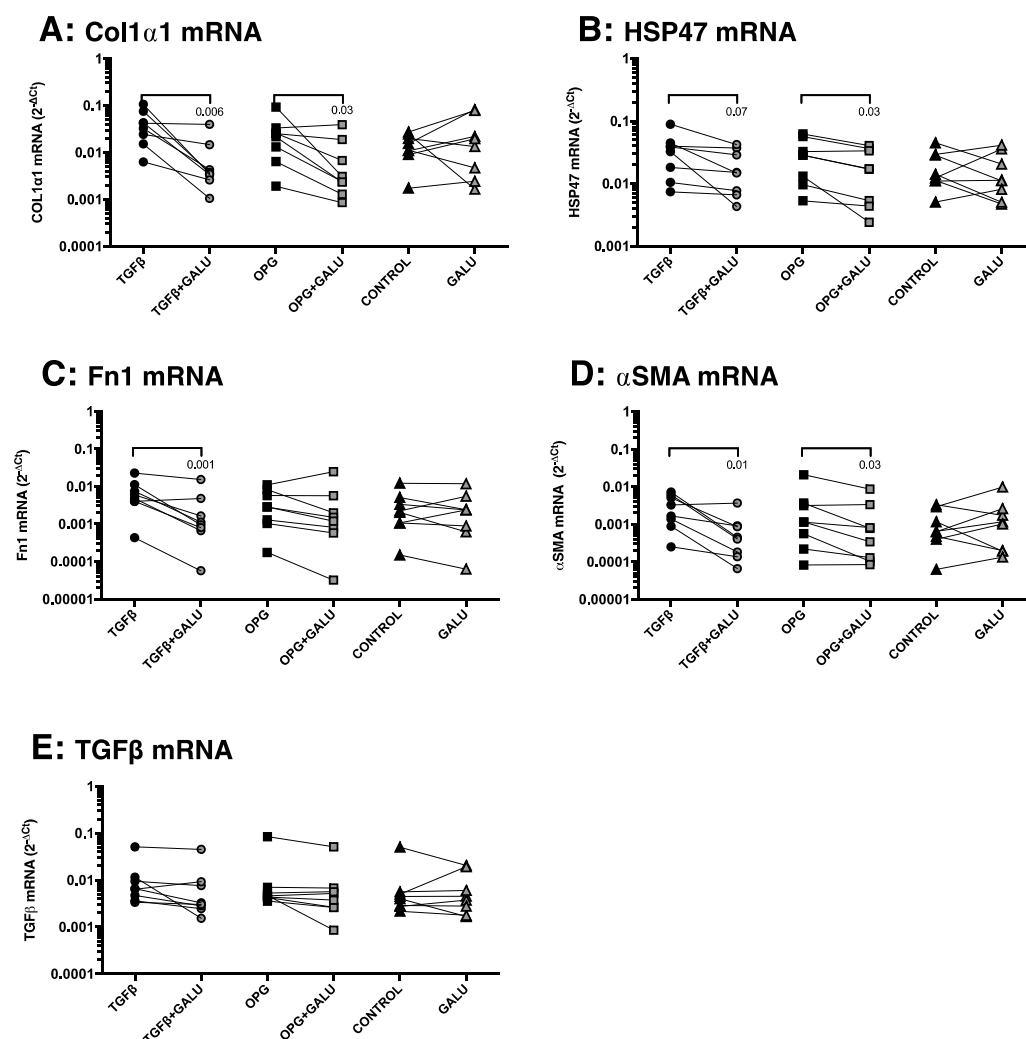 A: Col1α1 mRNA
COL1α1 mRNA (2^-ΔCt)
1
0.1
0.01
0.001
0.0001
0.006
0.03
TGFβ
TGFβ+GALU
OPG
OPG+GALU
CONTROL
GALU
B: HSP47 mRNA
HSP47 mRNA (2^-ΔCt)
1
0.1
0.01
0.001
0.07
0.03
TGFβ
TGFβ+GALU
OPG
OPG+GALU
CONTROL
GALU
C: Fn1 mRNA
Fn1 mRNA (2^-ΔCt)
1
0.1
0.01
0.001
0.0001
0.00001
0.001
TGFβ
TGFβ+GALU
OPG
OPG+GALU
CONTROL
GALU
D: αSMA mRNA
αSMA mRNA (2^-ΔCt)
1
0.1
0.01
0.001
0.0001
0.00001
0.01
0.03
TGFβ
TGFβ+GALU
OPG
OPG+GALU
CONTROL
GALU
E: TGFβ mRNA
TGFβ mRNA (2^-ΔCt)
1
0.1
0.01
0.001
0.0001
TGFβ
TGFβ+GALU
OPG
OPG+GALU
CONTROL
GALU